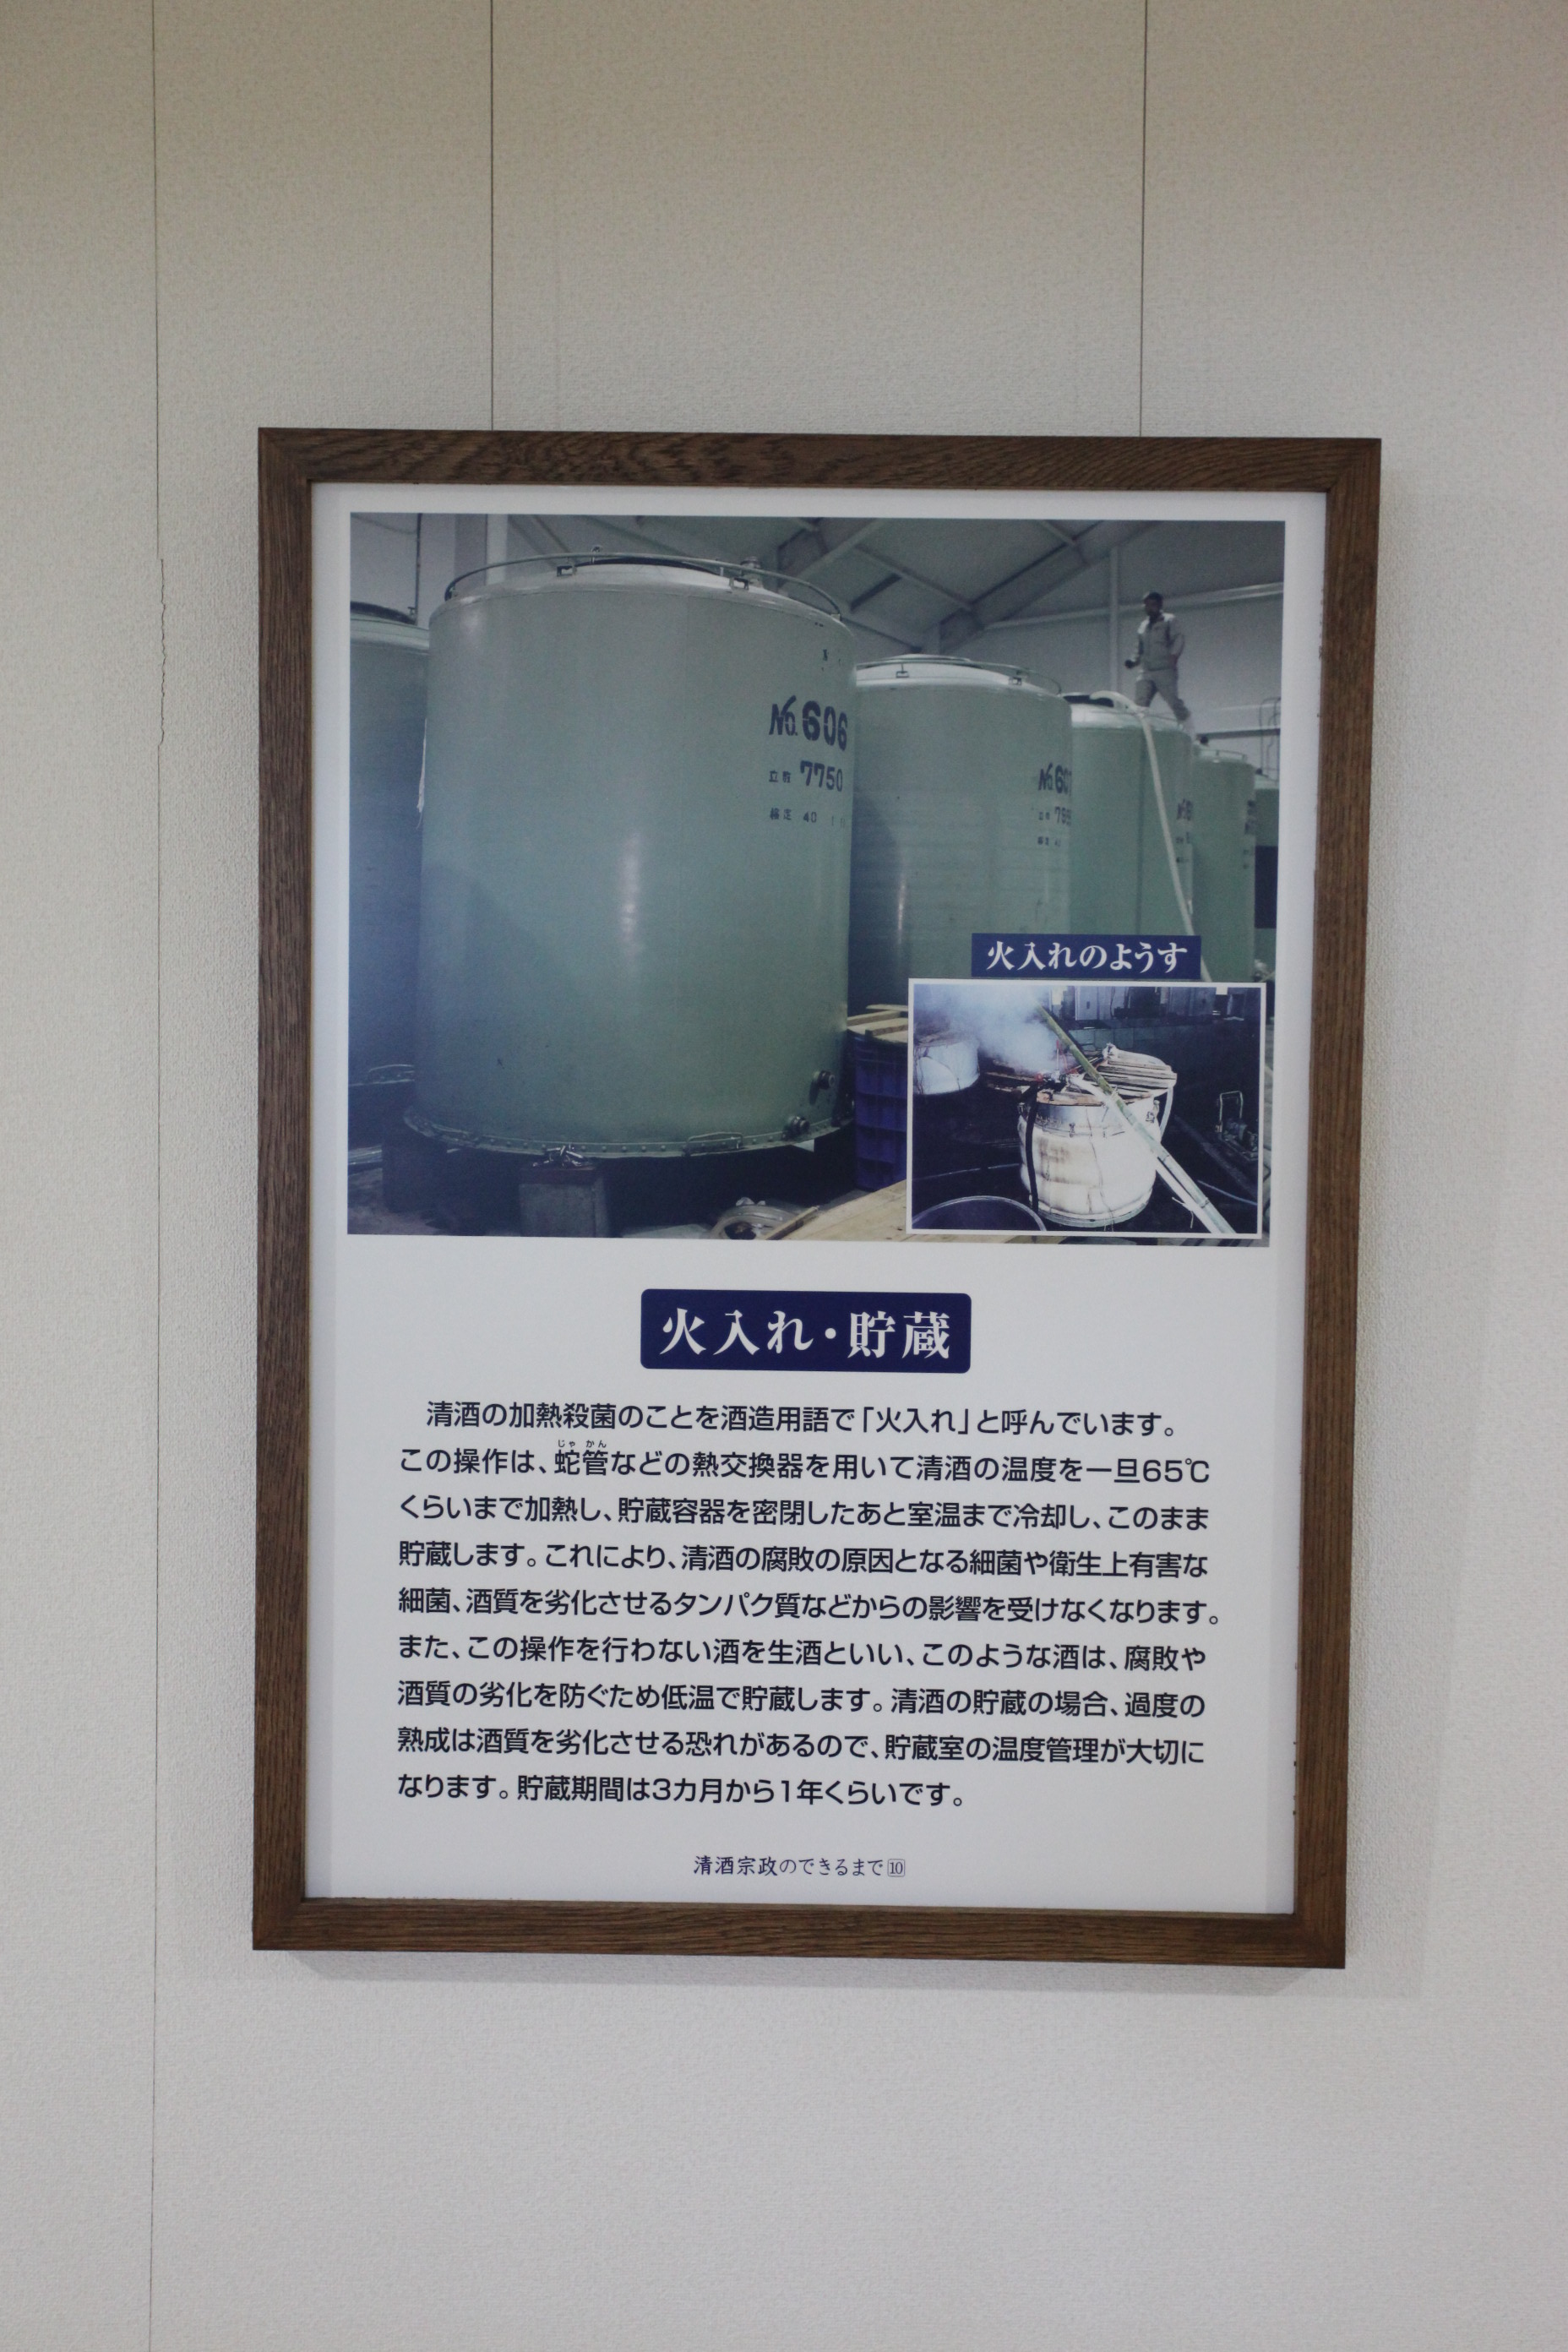 No.606
7750
40
火入れのようす
火入れ・貯蔵
清酒の加熱殺菌のことを酒造用語で「火入れ」と呼んでいます。
じゃ かん
この操作は、蛇管などの熱交換器を用いて清酒の温度を一旦65℃
くらいまで加熱し、貯蔵容器を密閉したあと室温まで冷却し、このまま
貯蔵します。これにより、清酒の腐敗の原因となる細菌や衛生上有害な
細菌、酒質を劣化させるタンパク質などからの影響を受けなくなります。
また、この操作を行わない酒を生酒といい、このような酒は、腐敗や
酒質の劣化を防ぐため低温で貯蔵します。清酒の貯蔵の場合、過度の
熟成は酒質を劣化させる恐れがあるので、貯蔵室の温度管理が大切に
なります。貯蔵期間は3カ月から1年くらいです。
清酒宗政のできるまで10